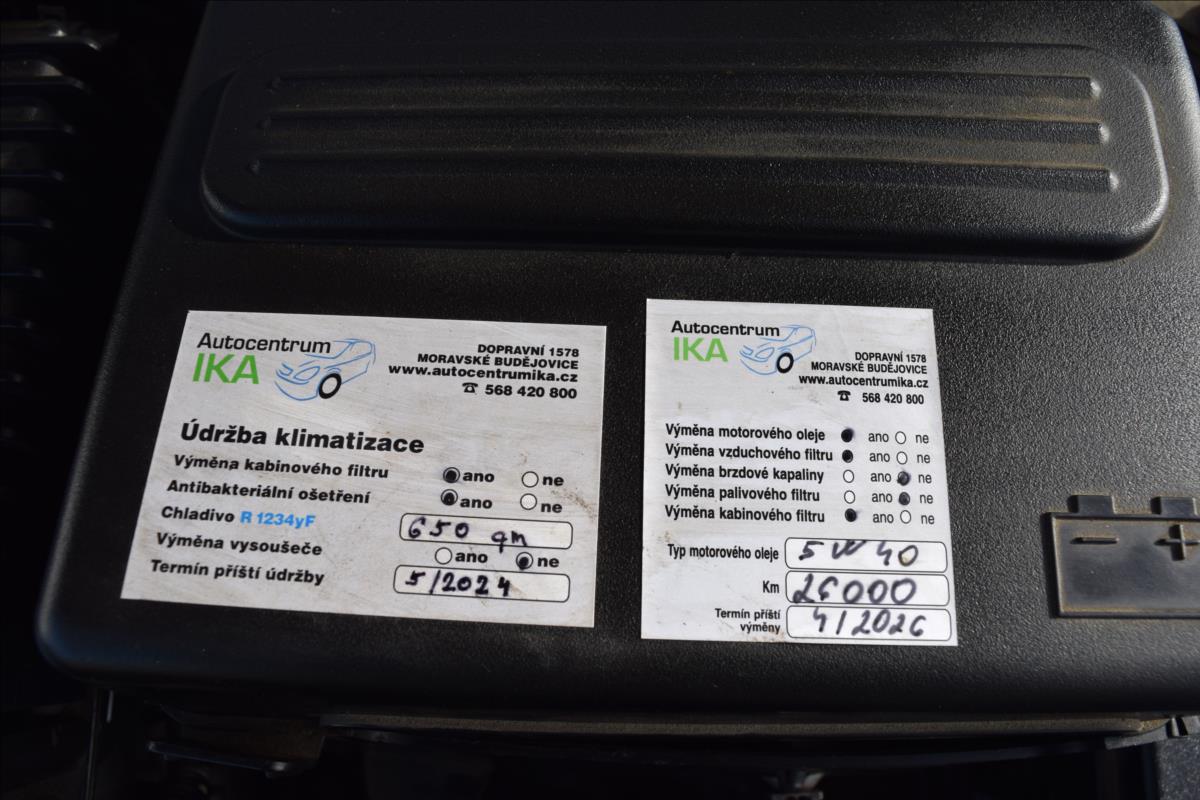 Autocentrum
IKA
DOPRAVNÍ 1578
MORAVSKÉ BUDĚJOVICE
www.autocentrumika.cz
☎ 568 420 800
Údržba klimatizace
Výměna kabinového filtru ano ne
Antibakteriální ošetření ano ne
Chladivo R 1234yF 650 gm
Výměna vysoušeče ano ne
Termín příští údržby 5/2024
Autocentrum
IKA
DOPRAVNÍ 1578
MORAVSKÉ BUDĚJOVICE
www.autocentrumika.cz
☎ 568 420 800
Výměna motorového oleje ano ne
Výměna vzduchového filtru ano ne
Výměna brzdové kapaliny ano ne
Výměna palivového filtru ano ne
Výměna kabinového filtru ano ne
Typ motorového oleje 5W40
Km 26000
Termín příští
výměny 4/2026